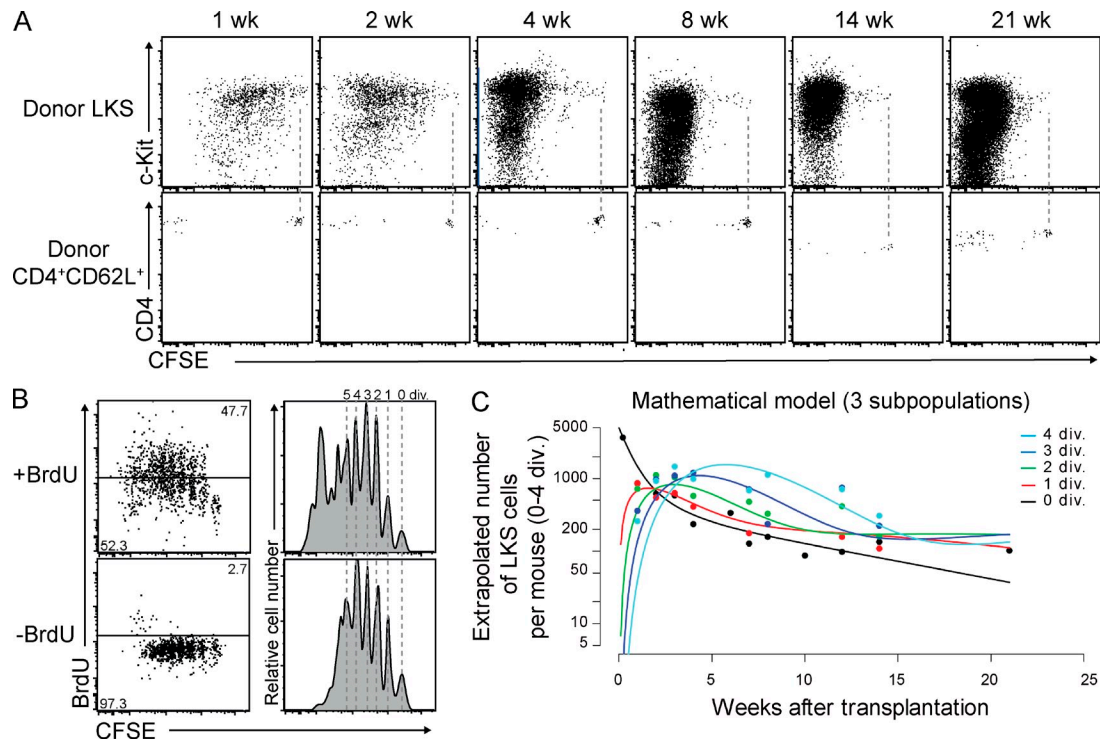 A
1 wk 2 wk 4 wk 8 wk 14 wk 21 wk
Donor LKS
c-Kit
Donor
CD4+CD62L+
CD4
CFSE
B
47.7
5 4 3 2 1 0 div.
+BrdU
52.3
2.7
-BrdU
97.3
BrdU
Relative cell number
CFSE
C
Mathematical model (3 subpopulations)
5000
1000
200
50
10
5
4 div.
3 div.
2 div.
1 div.
0 div.
Extrapolated number
of LKS cells
per mouse (0-4 div.)
0 5 10 15 20 25
Weeks after transplantation